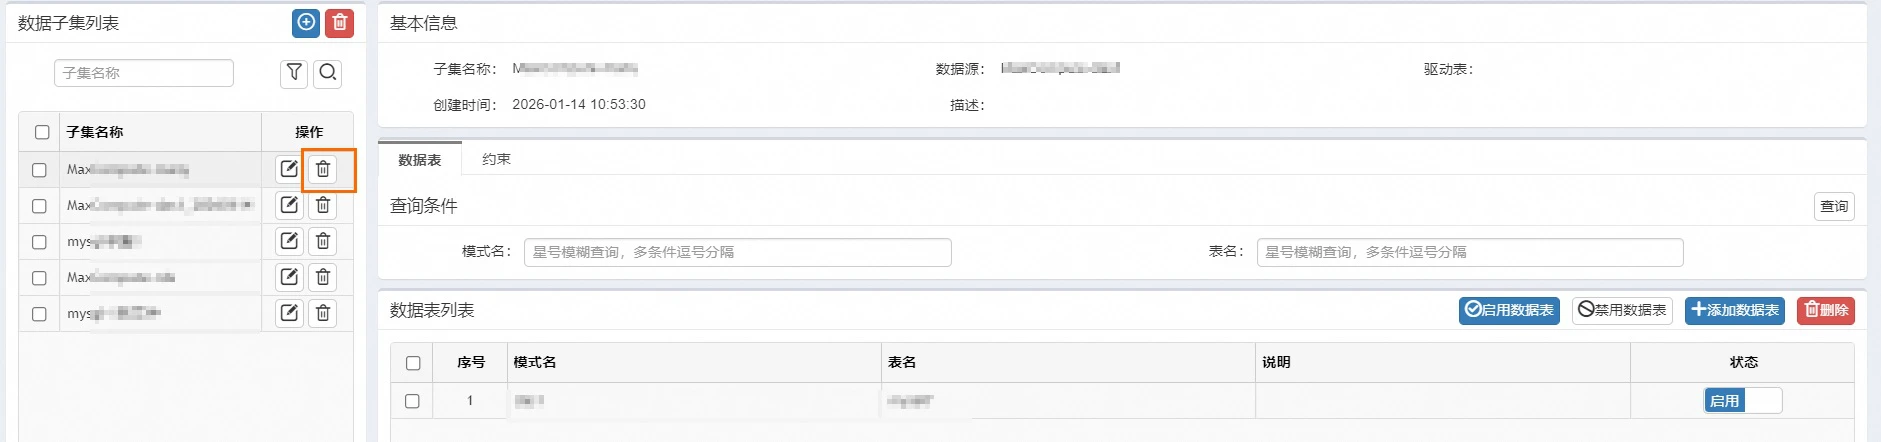 数据子集列表
子集名称
子集名称 操作
Max
Max
mys
Max
mys
基本信息
子集名称： 数据源： 驱动表：
创建时间： 2026-01-14 10:53:30 描述：
数据表 约束
查询条件 查询
模式名： 星号模糊查询，多条件逗号分隔 表名： 星号模糊查询，多条件逗号分隔
数据表列表 启用数据表 禁用数据表 添加数据表 删除
序号 模式名 表名 说明 状态
1 启用